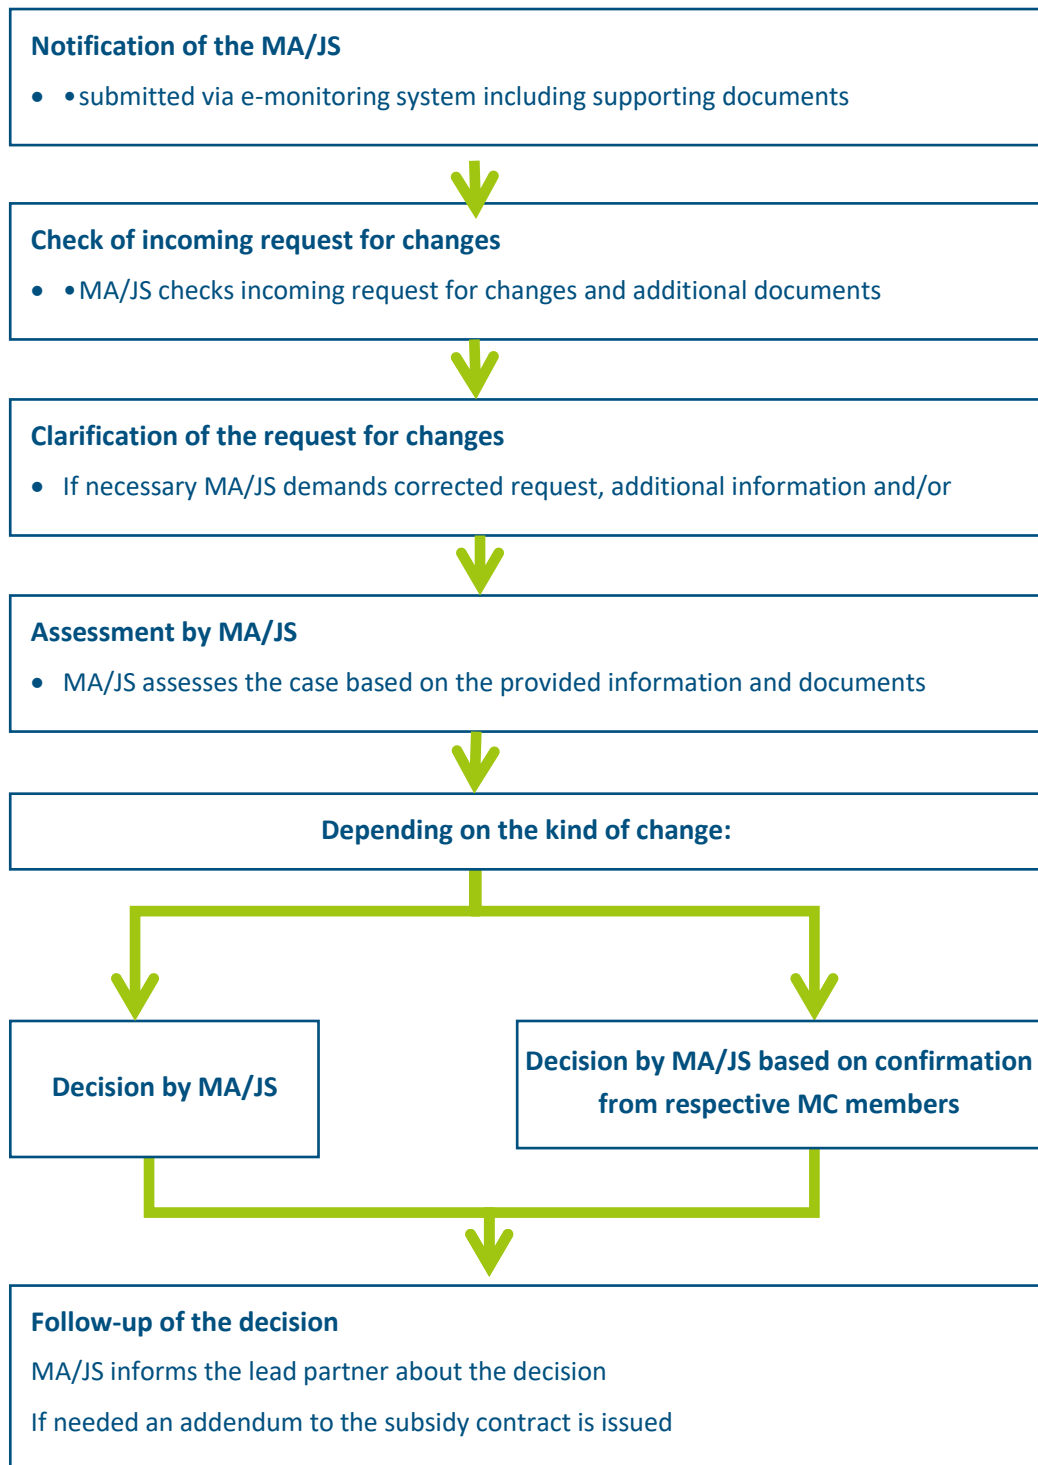 Notification of the MA/JS
• •submitted via e-monitoring system including supporting documents
Check of incoming request for changes
• •MA/JS checks incoming request for changes and additional documents
Clarification of the request for changes
• If necessary MA/JS demands corrected request, additional information and/or
Assessment by MA/JS
• MA/JS assesses the case based on the provided information and documents
Depending on the kind of change:
Decision by MA/JS
Decision by MA/JS based on confirmation
from respective MC members
Follow-up of the decision
MA/JS informs the lead partner about the decision
If needed an addendum to the subsidy contract is issued